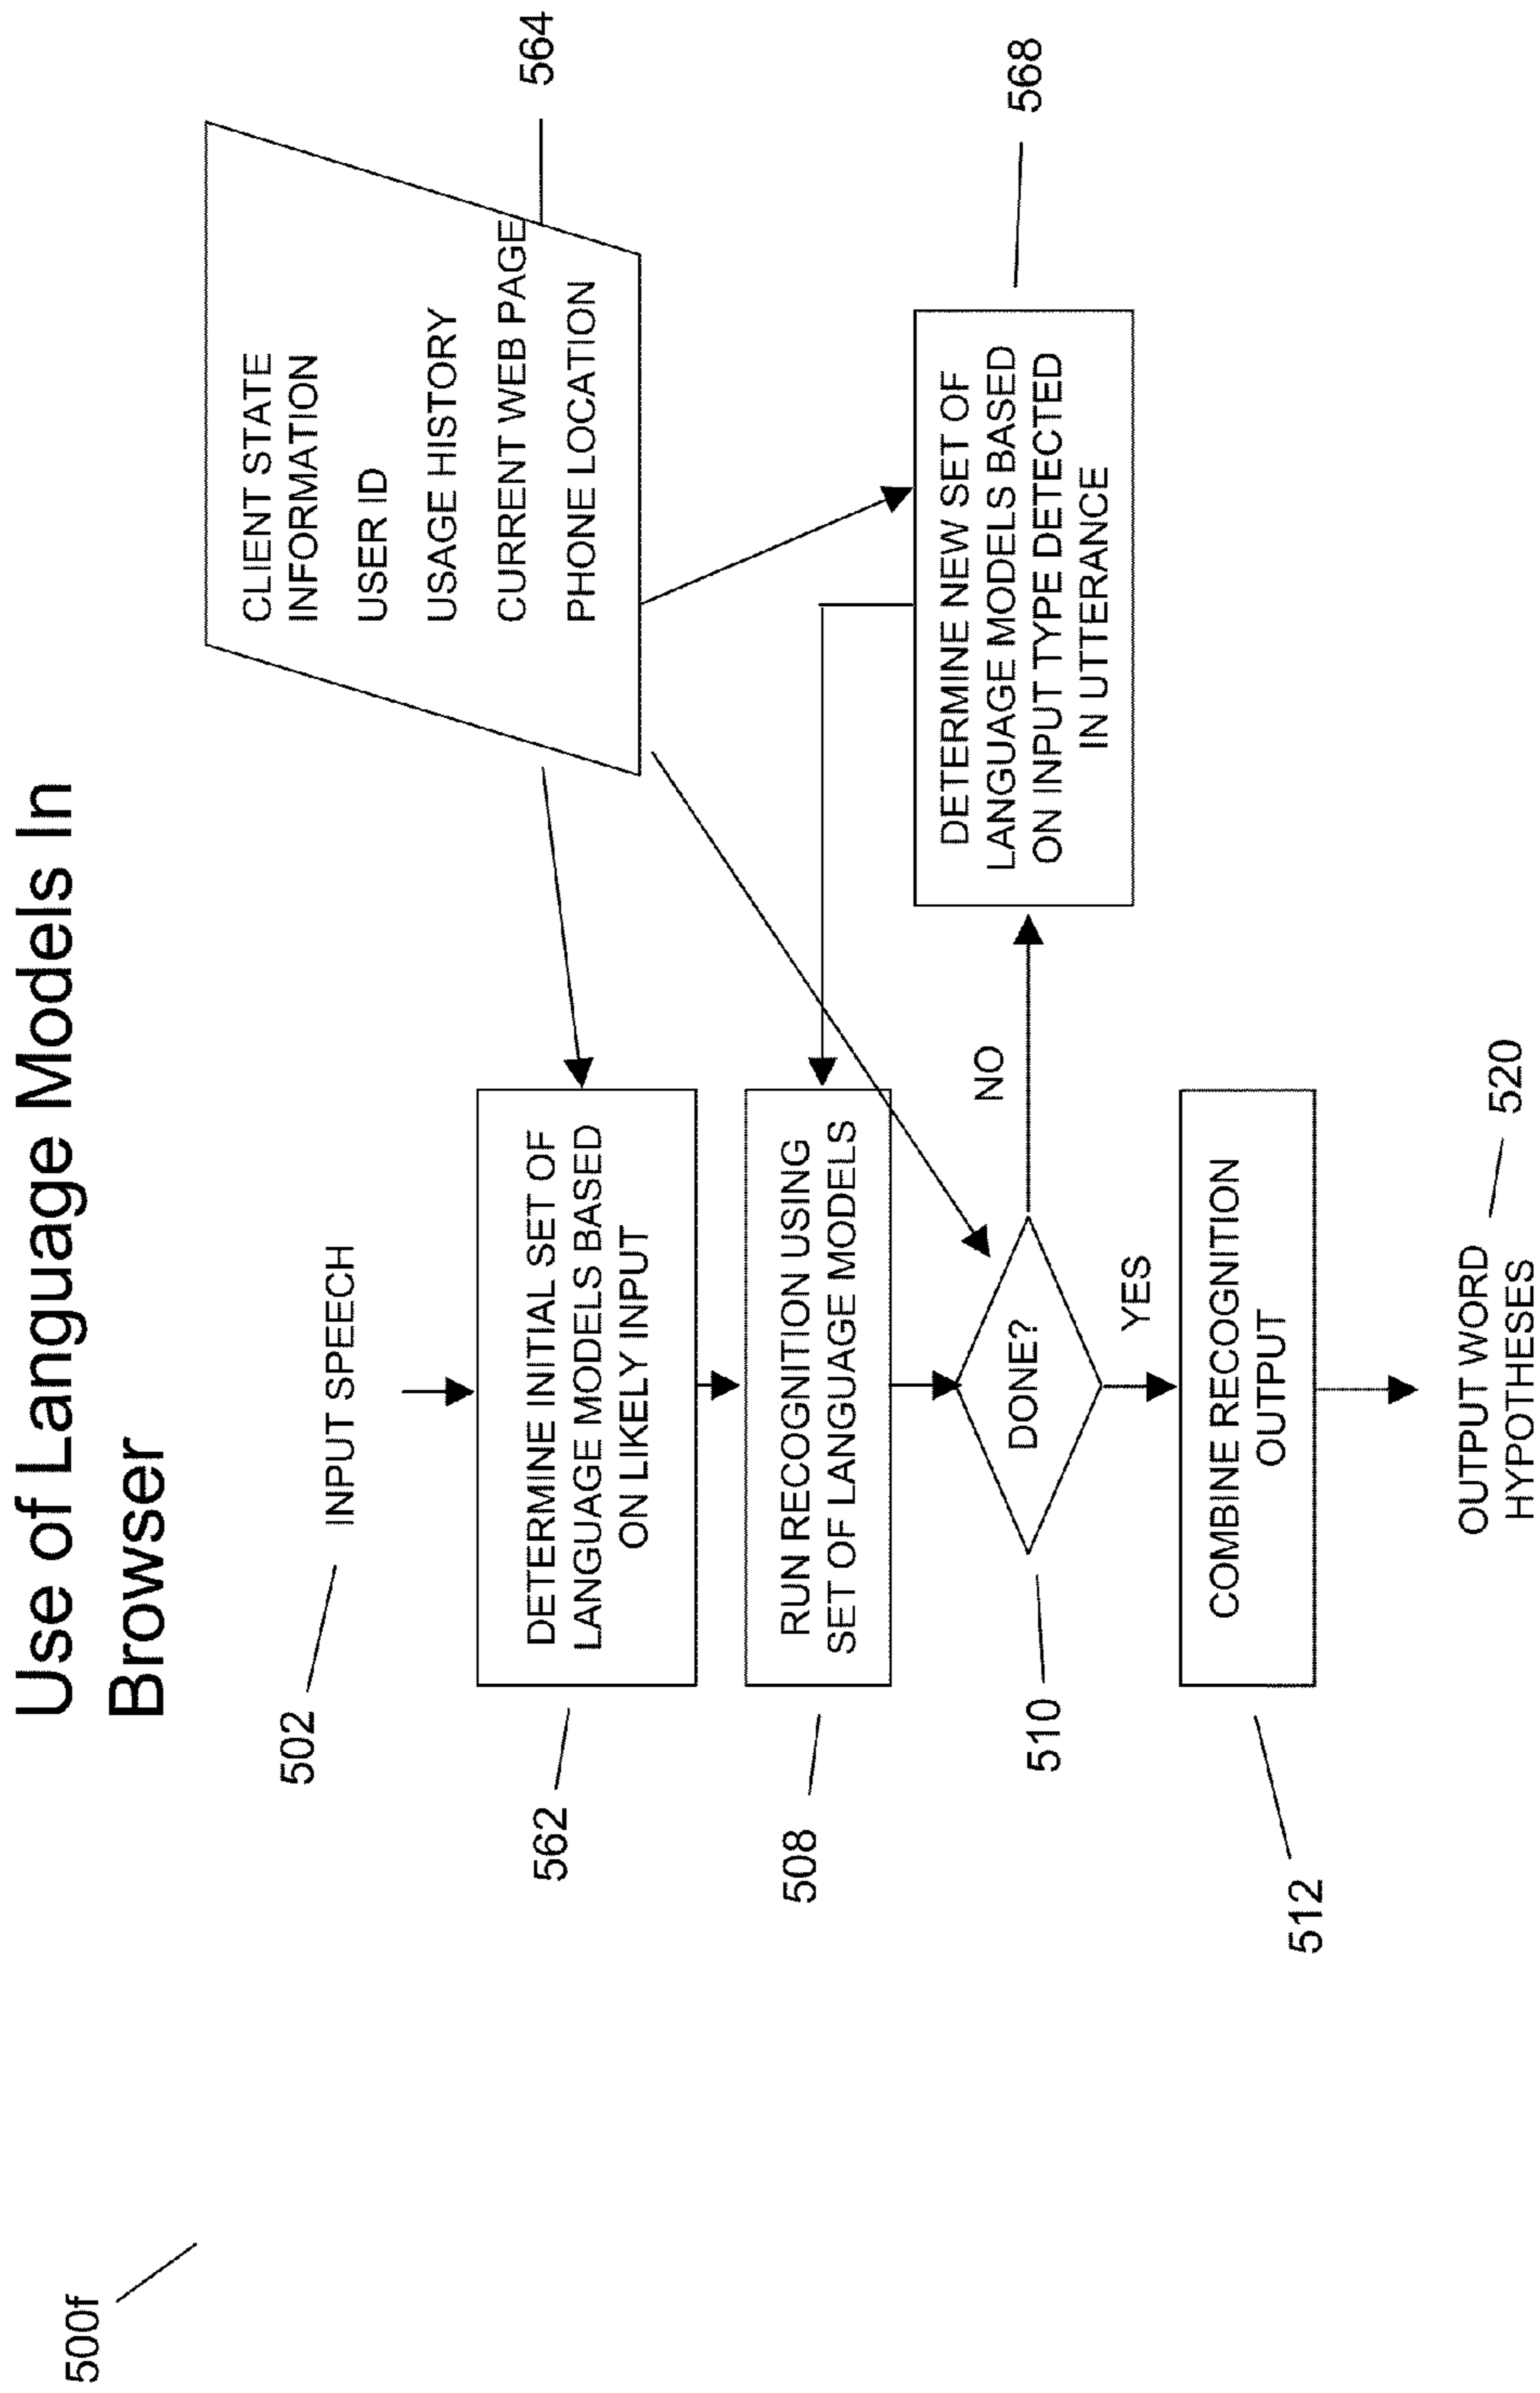 Use of Language Models In
Browser
500f
502
INPUT SPEECH
CLIENT STATE
INFORMATION
USER ID
USAGE HISTORY
CURRENT WEB PAGE
PHONE LOCATION
564
562
DETERMINE INITIAL SET OF
LANGUAGE MODELS BASED
ON LIKELY INPUT
508
RUN RECOGNITION USING
SET OF LANGUAGE MODELS
510
DONE?
NO
YES
DETERMINE NEW SET OF
LANGUAGE MODELS BASED
ON INPUT TYPE DETECTED
IN UTTERANCE
568
512
COMBINE RECOGNITION
OUTPUT
OUTPUT WORD
HYPOTHESES
520